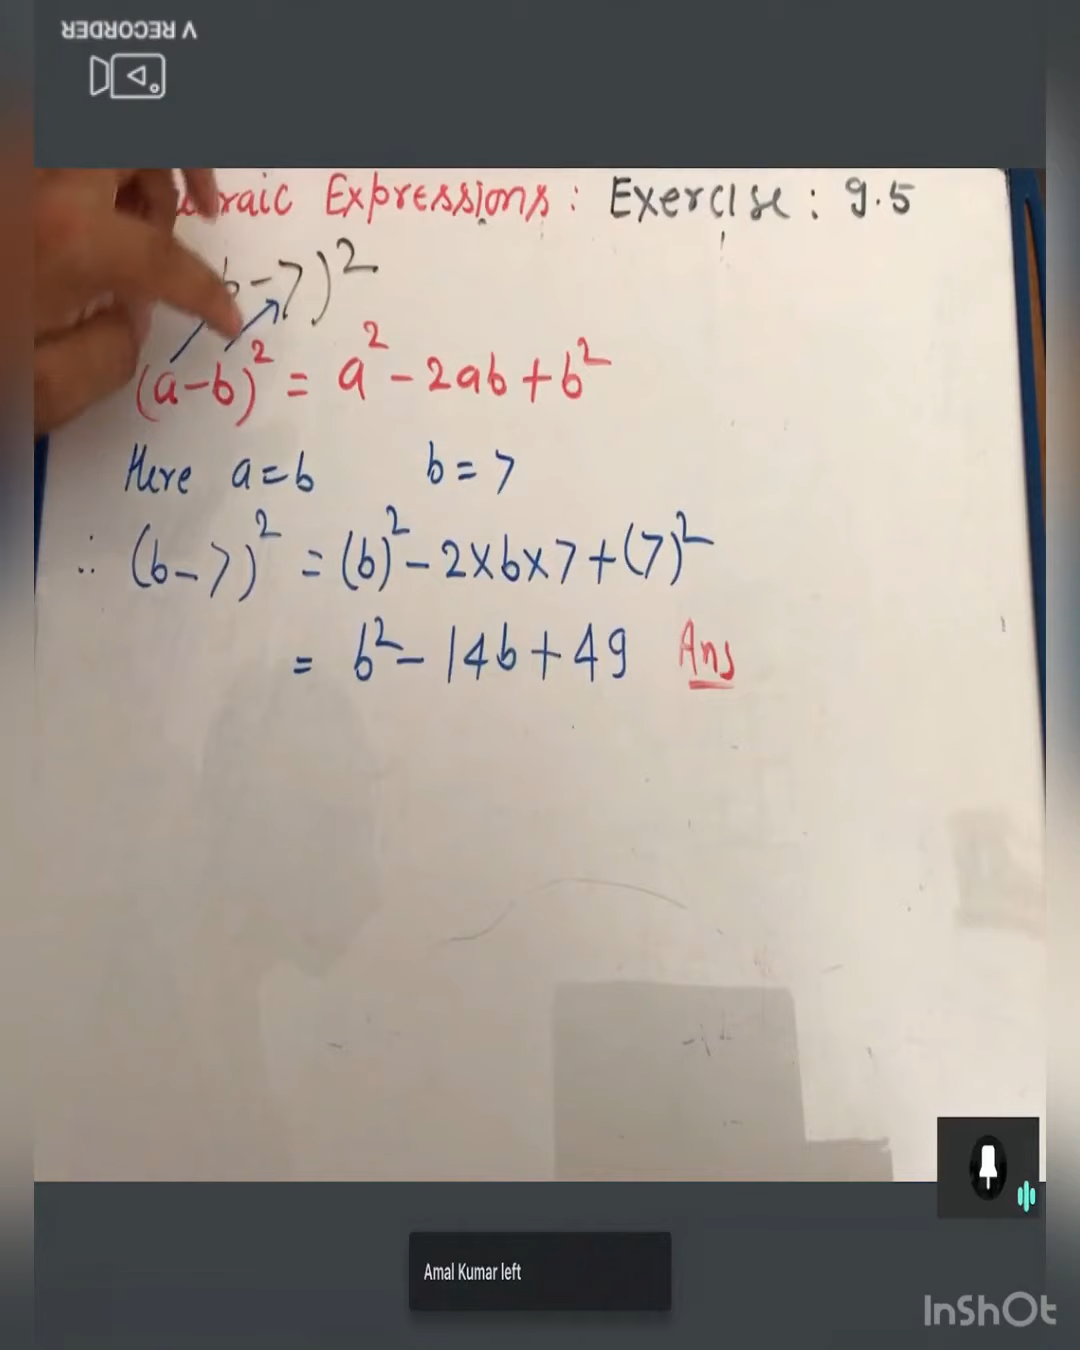 V RECORDER
Expressions: Exercise: 9.5
b-7)²
(a-b)² = a² - 2ab + b²
Here a=b b=7
∴ (b-7)² = (b)² - 2×b×7+(7)²
= b² - 14b+49 Ans
Amal Kumar left
InShOt